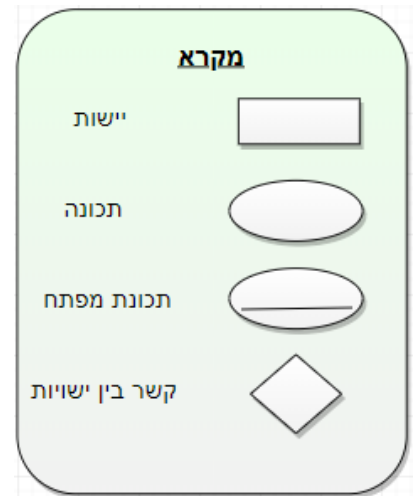 מקרא
יישות
תכונה
תכונת מפתח
קשר בין ישויות